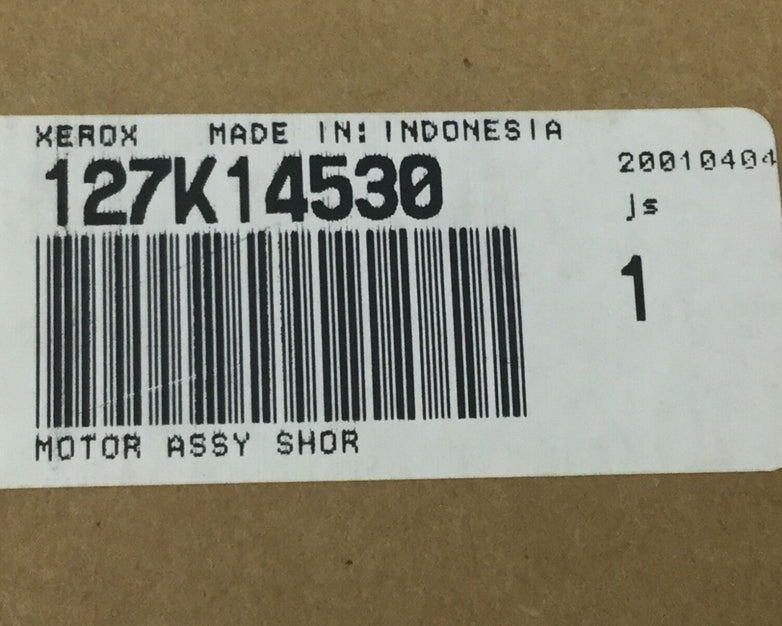 XEROX MADE IN: INDONESIA
127K14530
20010404
js
1
MOTOR ASSY SHOR